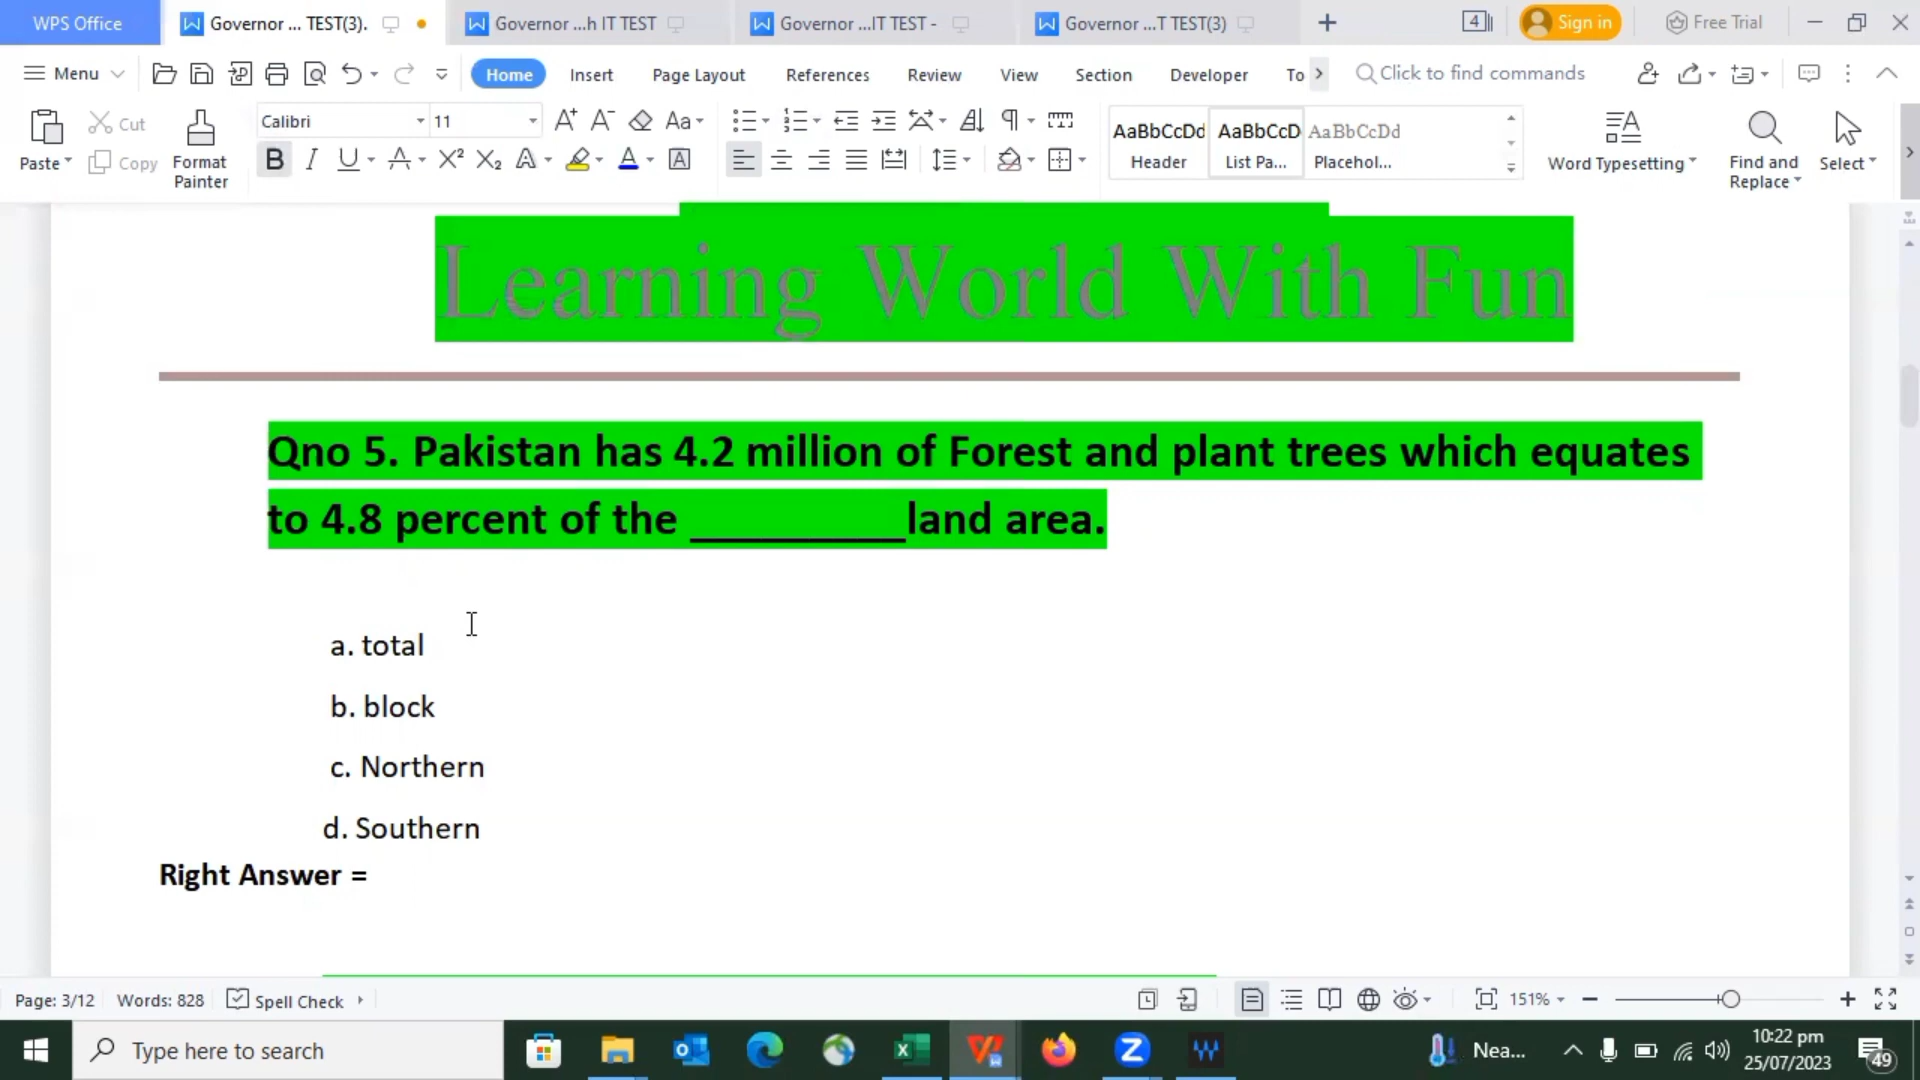 WPS Office
Governor ... TEST(3).
Governor ...h IT TEST
Governor ...IT TEST -
Governor ...T TEST(3)
4
Sign in
Free Trial
Menu
Home
Insert
Page Layout
References
Review
View
Section
Developer
To
Click to find commands
Paste
Cut
Copy
Format
Painter
Calibri
11
AaBbCcDd
Header
AaBbCcD
List Pa...
AaBbCcDd
Placehol...
Word Typesetting
Find and
Replace
Select
Learning World With Fun
Qno 5. Pakistan has 4.2 million of Forest and plant trees which equates
to 4.8 percent of the _________land area.
a. total
b. block
c. Northern
d. Southern
Right Answer =
Page: 3/12
Words: 828
Spell Check
151%
Type here to search
Nea...
10:22 pm
25/07/2023
49